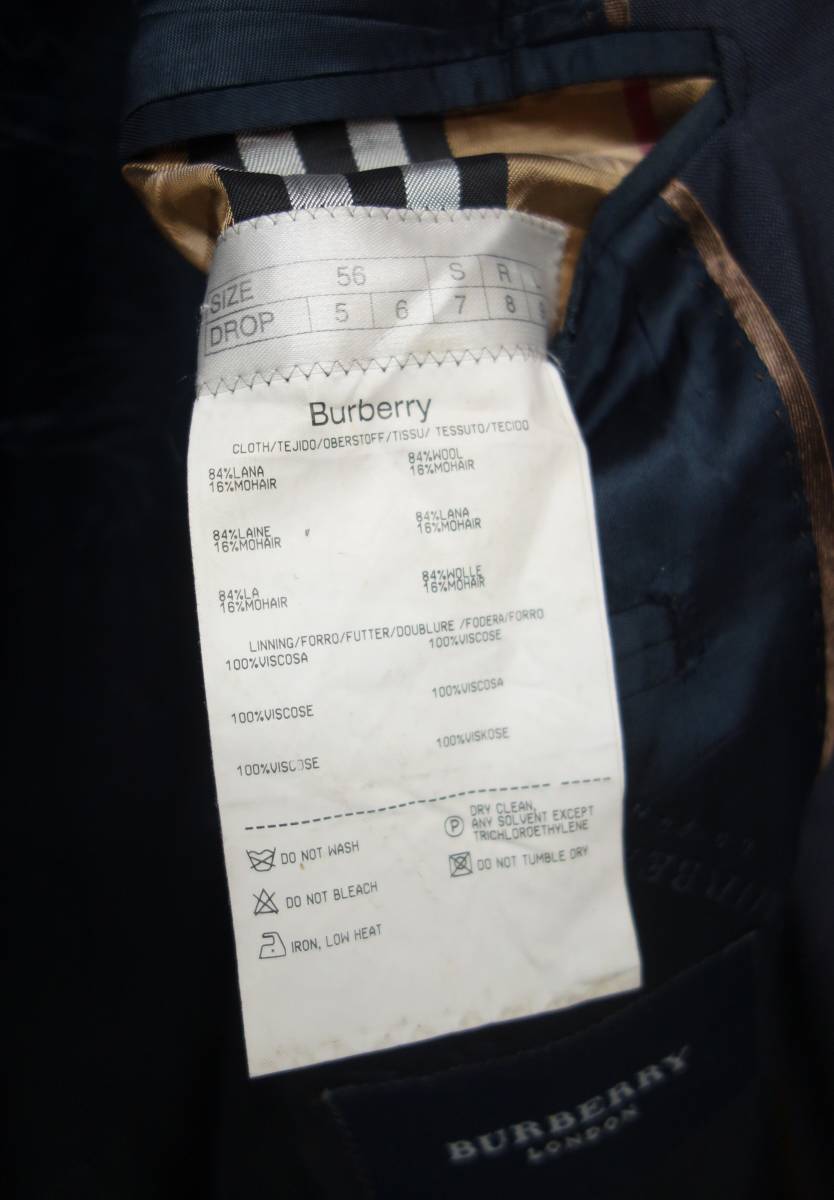 SIZE 56 S R
DROP 5 6 7 8
Burberry
CLOTH/TEJIDO/OBERSTOFF/TISSU/ TESSUTO/TECIDO
84%LANA 84%WOOL
16%MOHAIR 16%MOHAIR
84%LAINE 84%LANA
16%MOHAIR 16%MOHAIR
84%LA 84%WOLLE
16%MOHAIR 16%MOHAIR
LINNING/FORRO/FUTTER/DOUBLURE /FODERA/FORRO
100%VISCOSA 100%VISCOSE
100%VISCOSE 100%VISCOSA
100%VISCOSE 100%VISKOSE
DO NOT WASH
DO NOT BLEACH
IRON, LOW HEAT
P DRY CLEAN,
ANY SOLVENT EXCEPT
TRICHLOROETHYLENE
DO NOT TUMBLE DRY
BURBERRY
LONDON